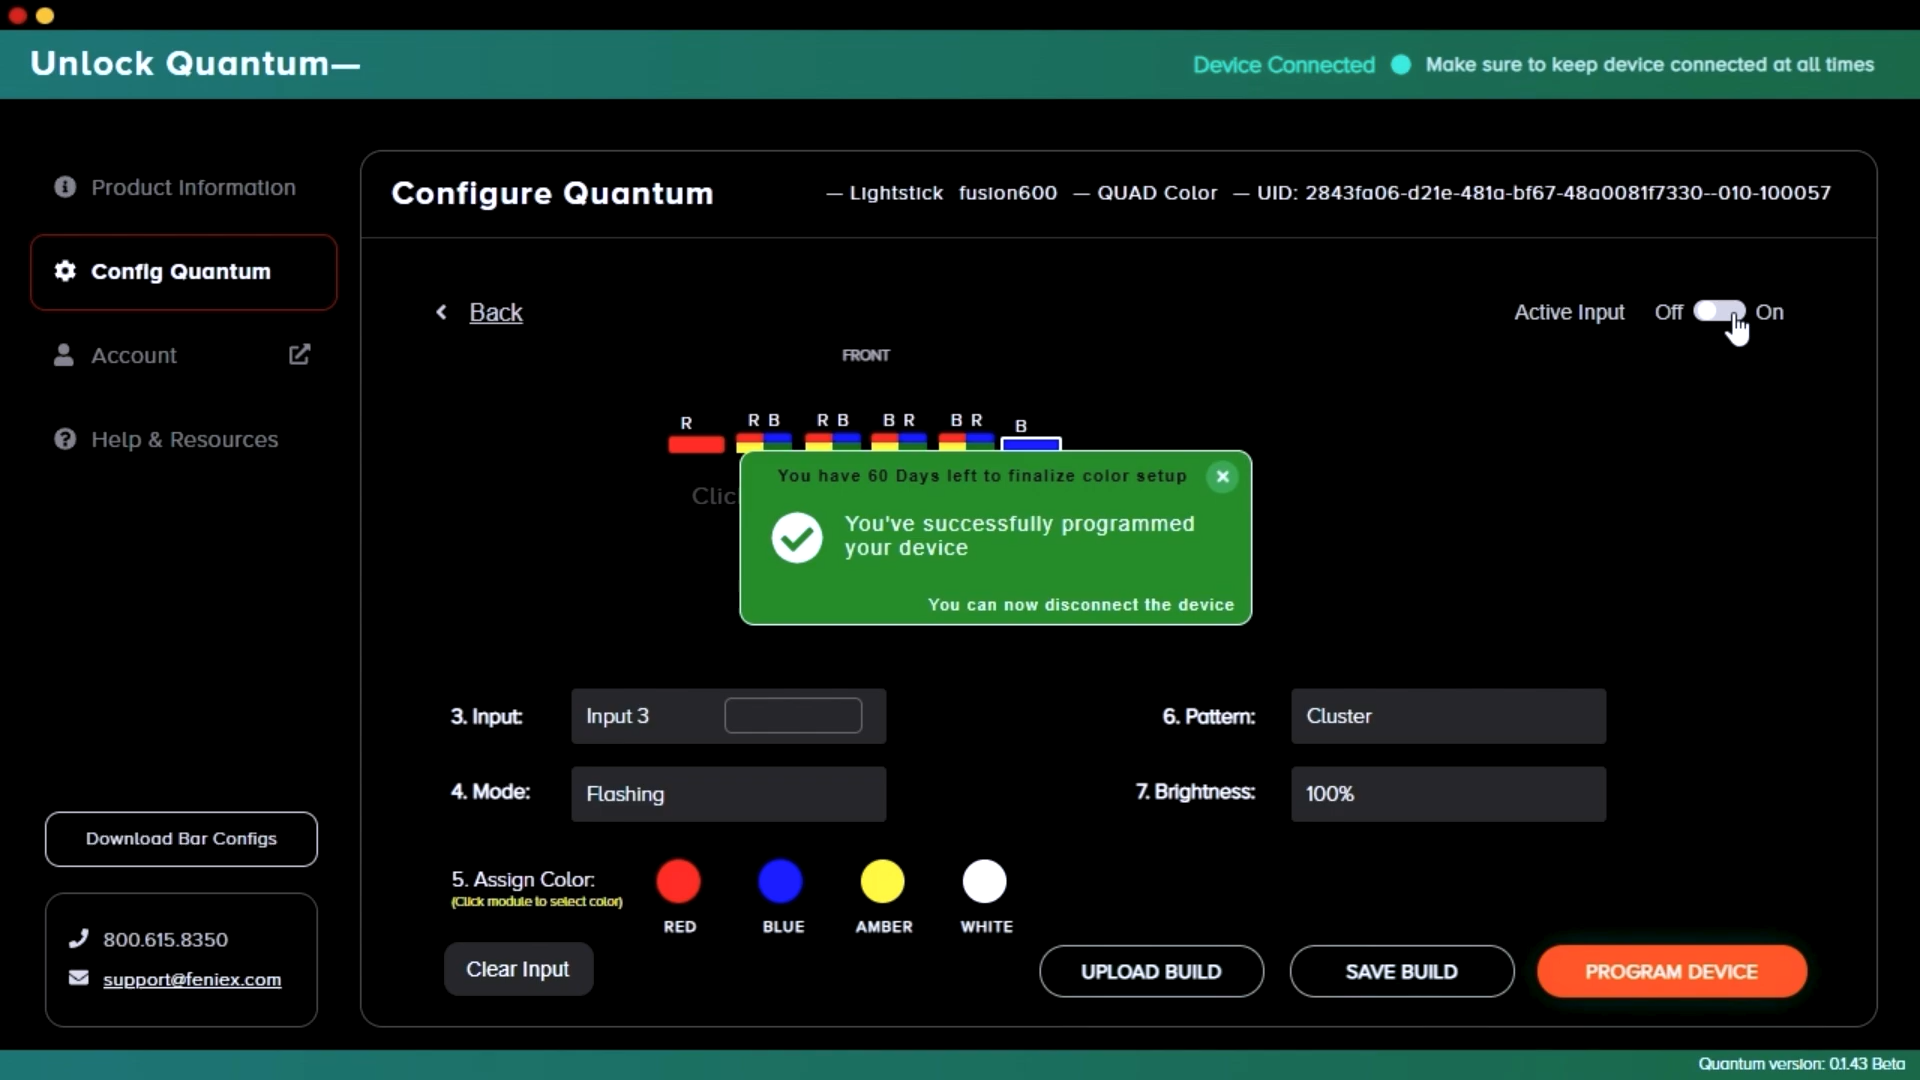 Unlock Quantum—
Device Connected
Make sure to keep device connected at all times
Product Information
Config Quantum
Account
Help & Resources
Download Bar Configs
800.615.8350
support@feniex.com
Configure Quantum
— Lightstick fusion600 — QUAD Color — UID: 2843fa06-d21e-481a-bf67-48a0081f7330--010-100057
Back
Active Input Off On
FRONT
R R B R B B R B R B
Clic
You have 60 Days left to finalize color setup
You've successfully programmed
your device
You can now disconnect the device
3. Input: Input 3
6. Pattern: Cluster
4. Mode: Flashing
7. Brightness: 100%
5. Assign Color:
(Click module to select color)
RED BLUE AMBER WHITE
Clear Input
UPLOAD BUILD
SAVE BUILD
PROGRAM DEVICE
Quantum version: 0.1.43 Beta